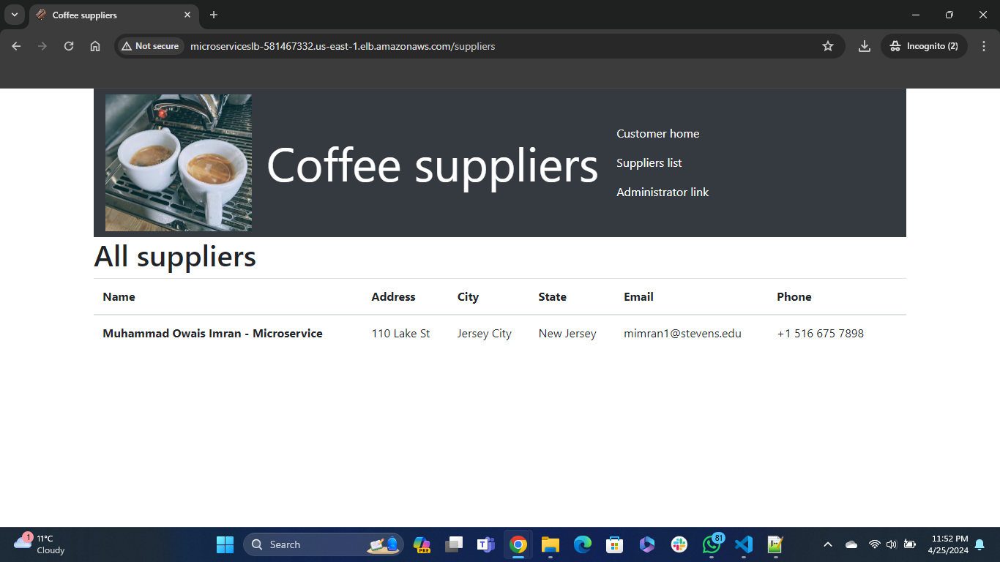 Coffee suppliers
Not secure microserviceslb-581467332.us-east-1.elb.amazonaws.com/suppliers Incognito (2)
Coffee suppliers
Customer home
Suppliers list
Administrator link
All suppliers
Name Address City State Email Phone
Muhammad Owais Imran - Microservice 110 Lake St Jersey City New Jersey mimran1@stevens.edu +1 516 675 7898
1 11°C
Cloudy
Search
PRE
81
11:52 PM
4/25/2024